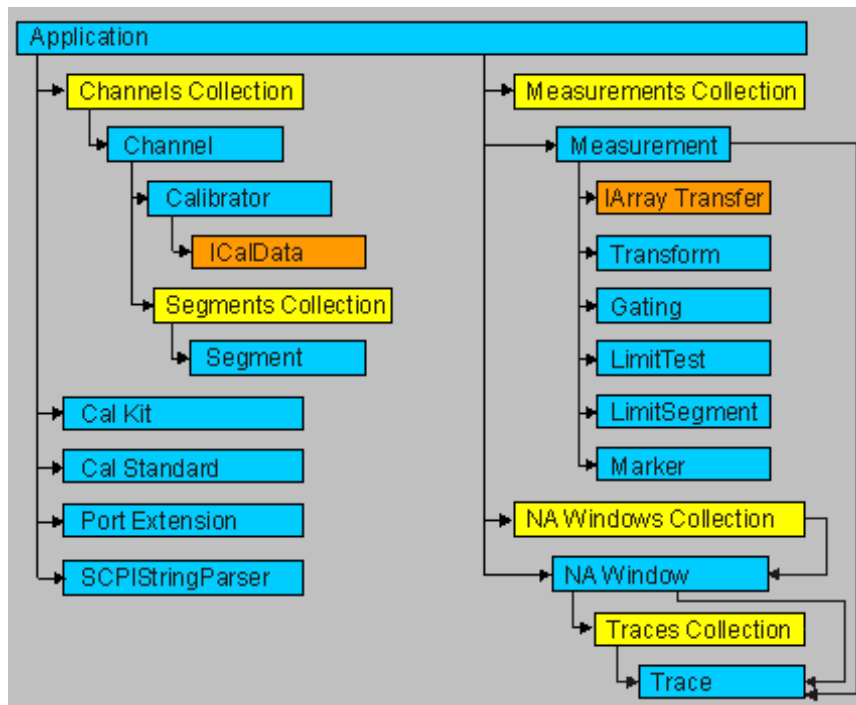 Application
Channels Collection
Channel
Calibrator
ICalData
Segments Collection
Segment
Cal Kit
Cal Standard
Port Extension
SCPIStringParser
Measurements Collection
Measurement
IArray Transfer
Transform
Gating
LimitTest
LimitSegment
Marker
NA Windows Collection
NA Window
Traces Collection
Trace